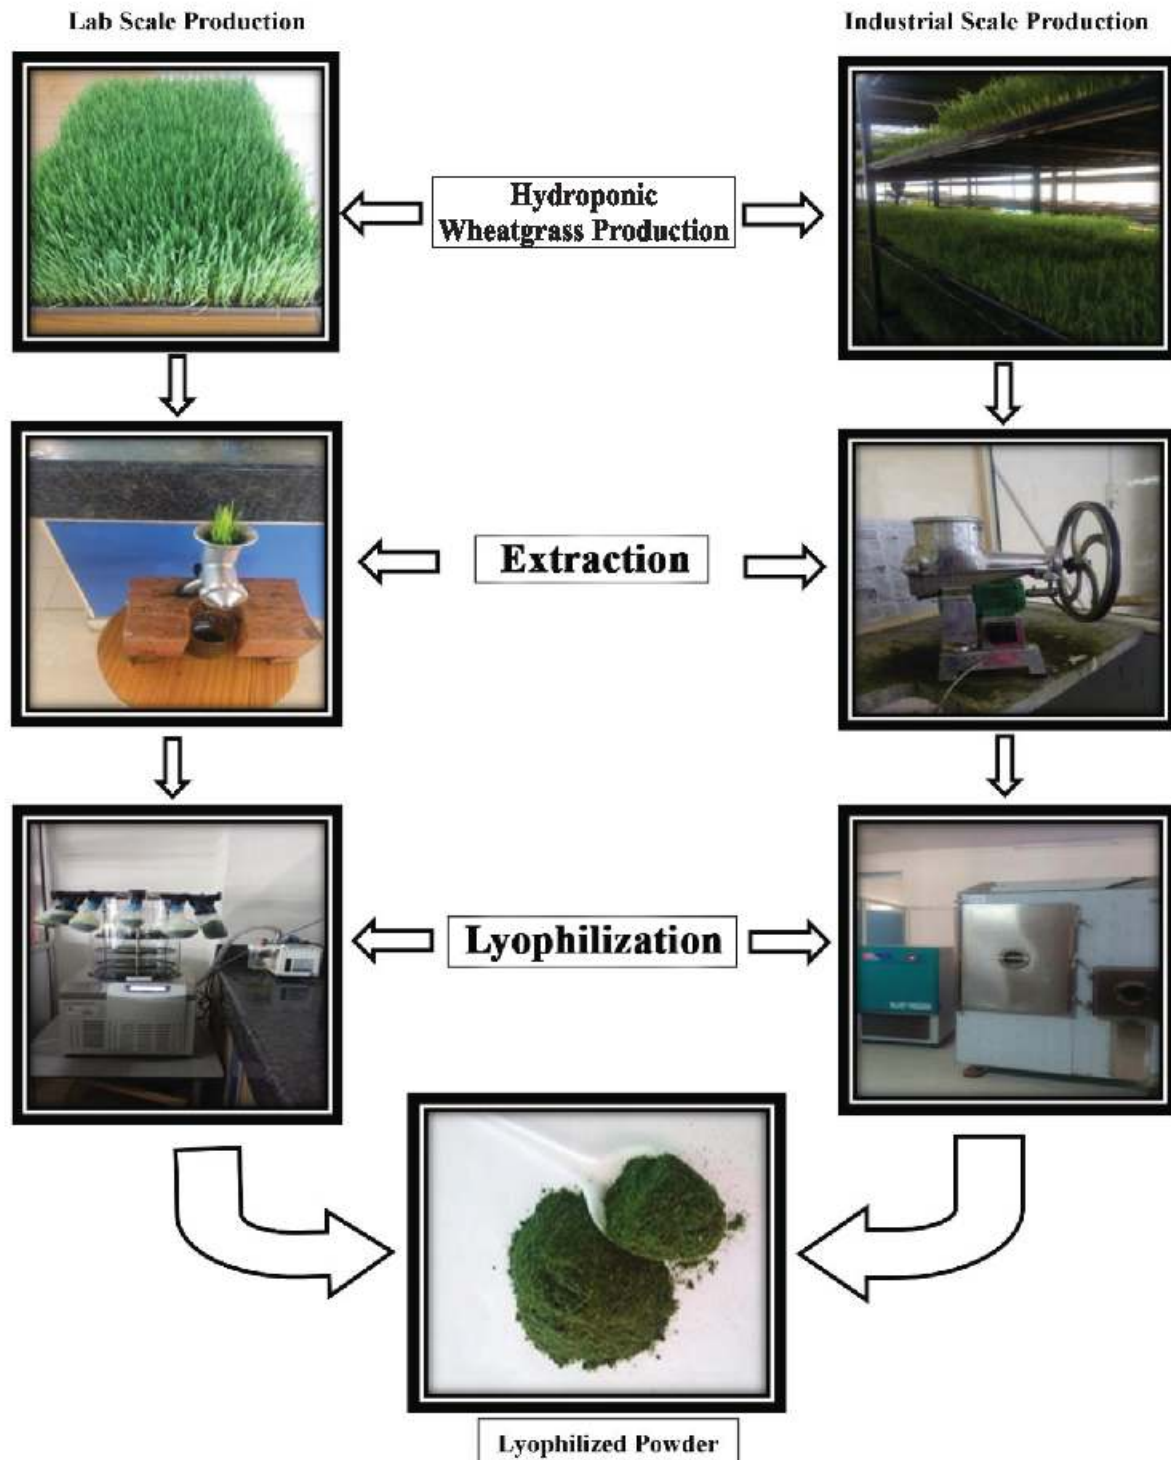 Lab Scale Production
Industrial Scale Production
Hydroponic
Wheatgrass Production
Extraction
Lyophilization
Lyophilized Powder